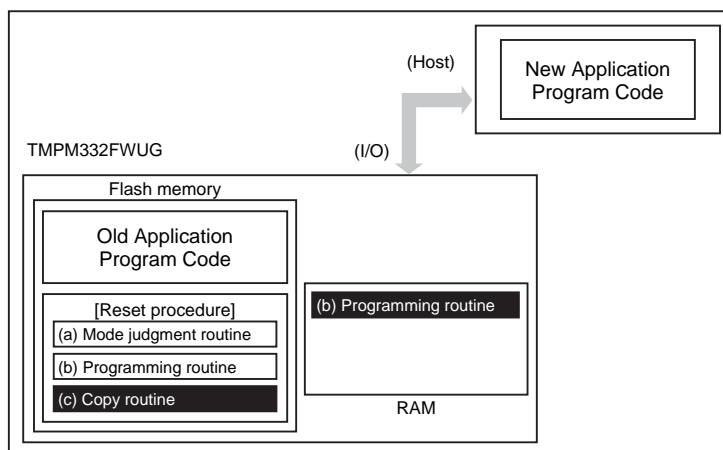 (Host)
New Application
Program Code
TMPM332FWUG
(I/O)
Flash memory
Old Application
Program Code
[Reset procedure]
(a) Mode judgment routine
(b) Programming routine
(c) Copy routine
(b) Programming routine
RAM